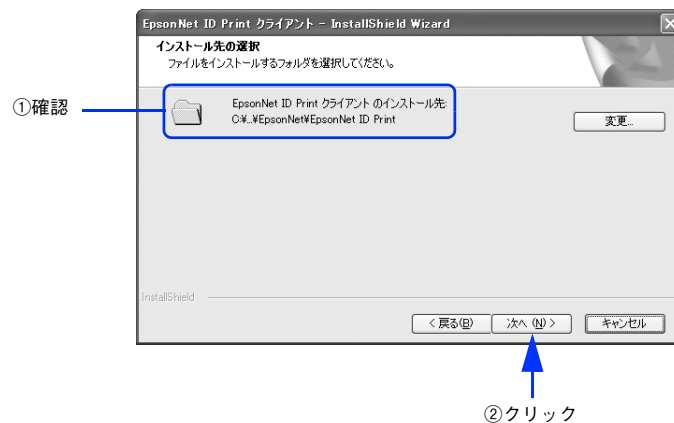 EpsonNet ID Print クライアント - InstallShield Wizard
インストール先の選択
ファイルをインストールするフォルダを選択してください。
①確認
EpsonNet ID Print クライアント のインストール先:
C:¥...¥EpsonNet¥EpsonNet ID Print
変更...
InstallShield
< 戻る(B)
次へ (N) >
キャンセル
②クリック